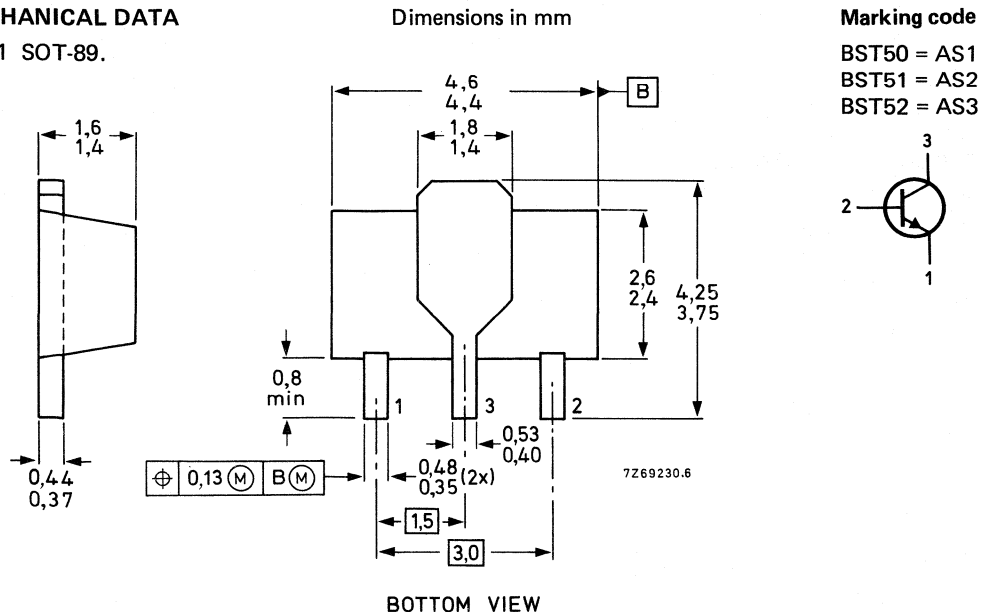 HANICAL DATA
Dimensions in mm
Marking code
1 SOT-89.
BST50 = AS1
BST51 = AS2
BST52 = AS3
4,6
4,4
B
1,6
1,4
1,8
1,4
3
2
1
2,6
2,4
4,25
3,75
0,8
min
1
3
2
0,53
0,40
0,44
0,37
0,13 M B M
0,48
0,35 (2x)
7Z69230.6
1,5
3,0
BOTTOM VIEW